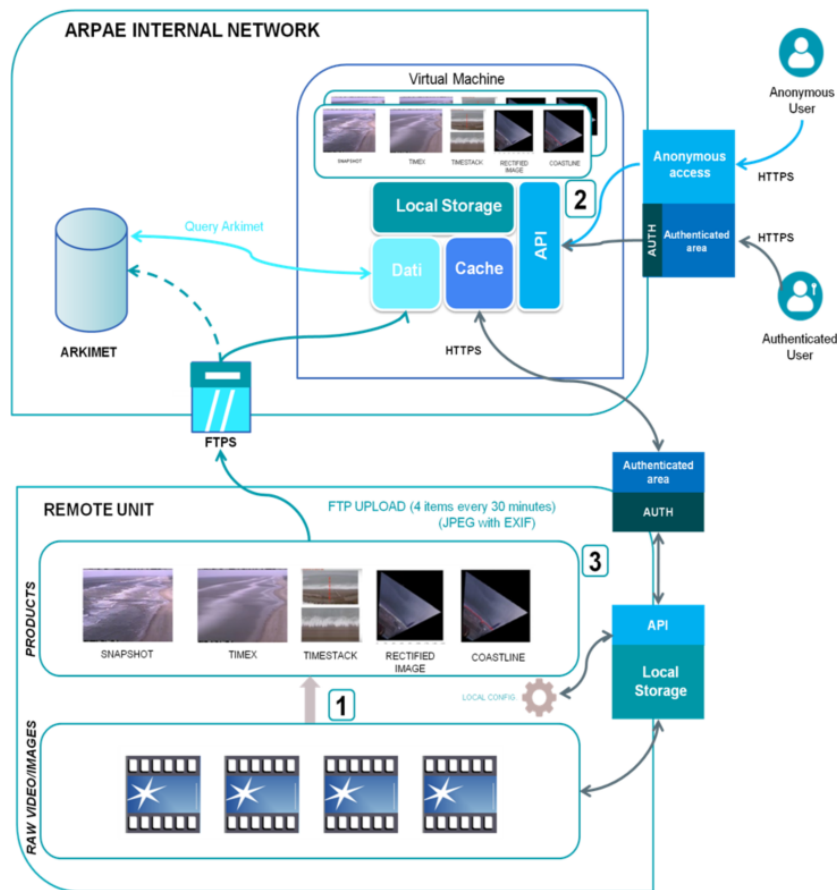 ARPAE INTERNAL NETWORK
Virtual Machine
SNAPSHOT
TIMEX
TIMESTACK
RECTIFIED
IMAGE
COASTLINE
Local Storage
2
API
Dati
Cache
Query Arkimet
ARKIMET
HTTPS
FTPS
Anonymous
User
Anonymous
access
HTTPS
AUTH
Authenticated
area
HTTPS
Authenticated
User
Authenticated
area
AUTH
REMOTE UNIT
FTP UPLOAD (4 items every 30 minutes)
(JPEG with EXIF)
3
PRODUCTS
SNAPSHOT
TIMEX
TIMESTACK
RECTIFIED
IMAGE
COASTLINE
API
Local
Storage
LOCAL CONFIG.
1
RAW VIDEO/IMAGES